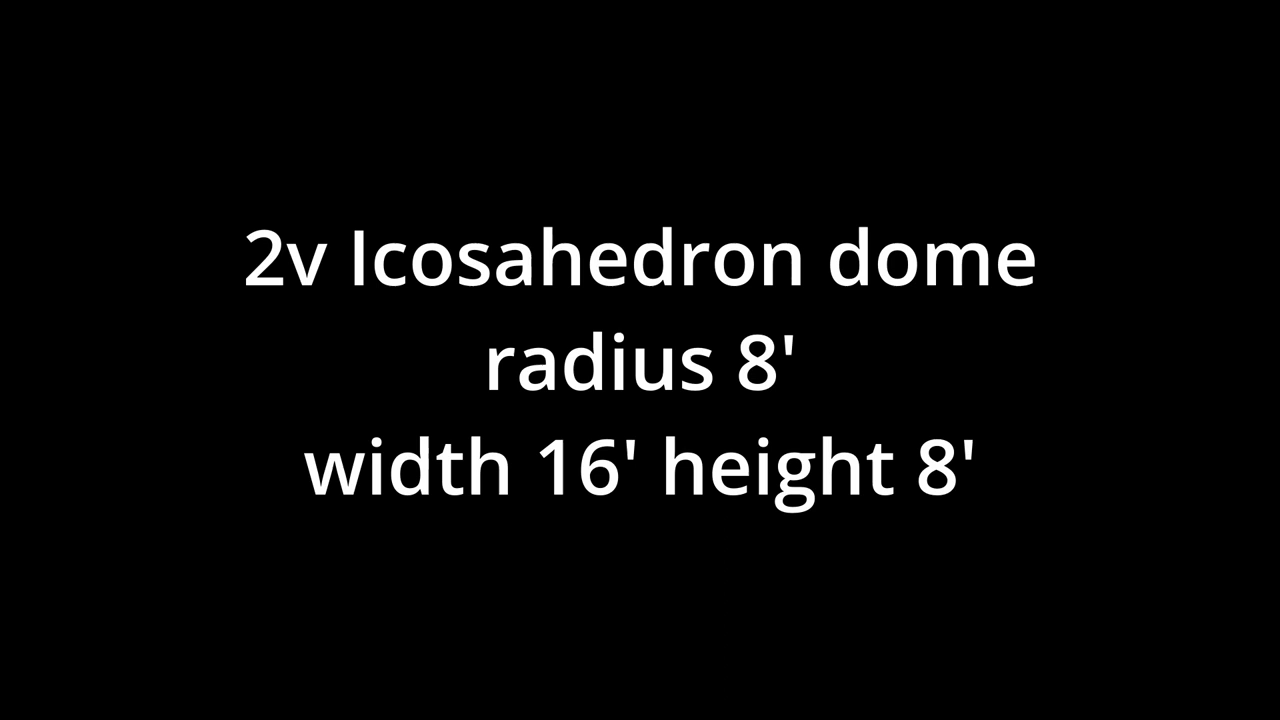 2v Icosahedron dome
radius 8'
width 16' height 8'